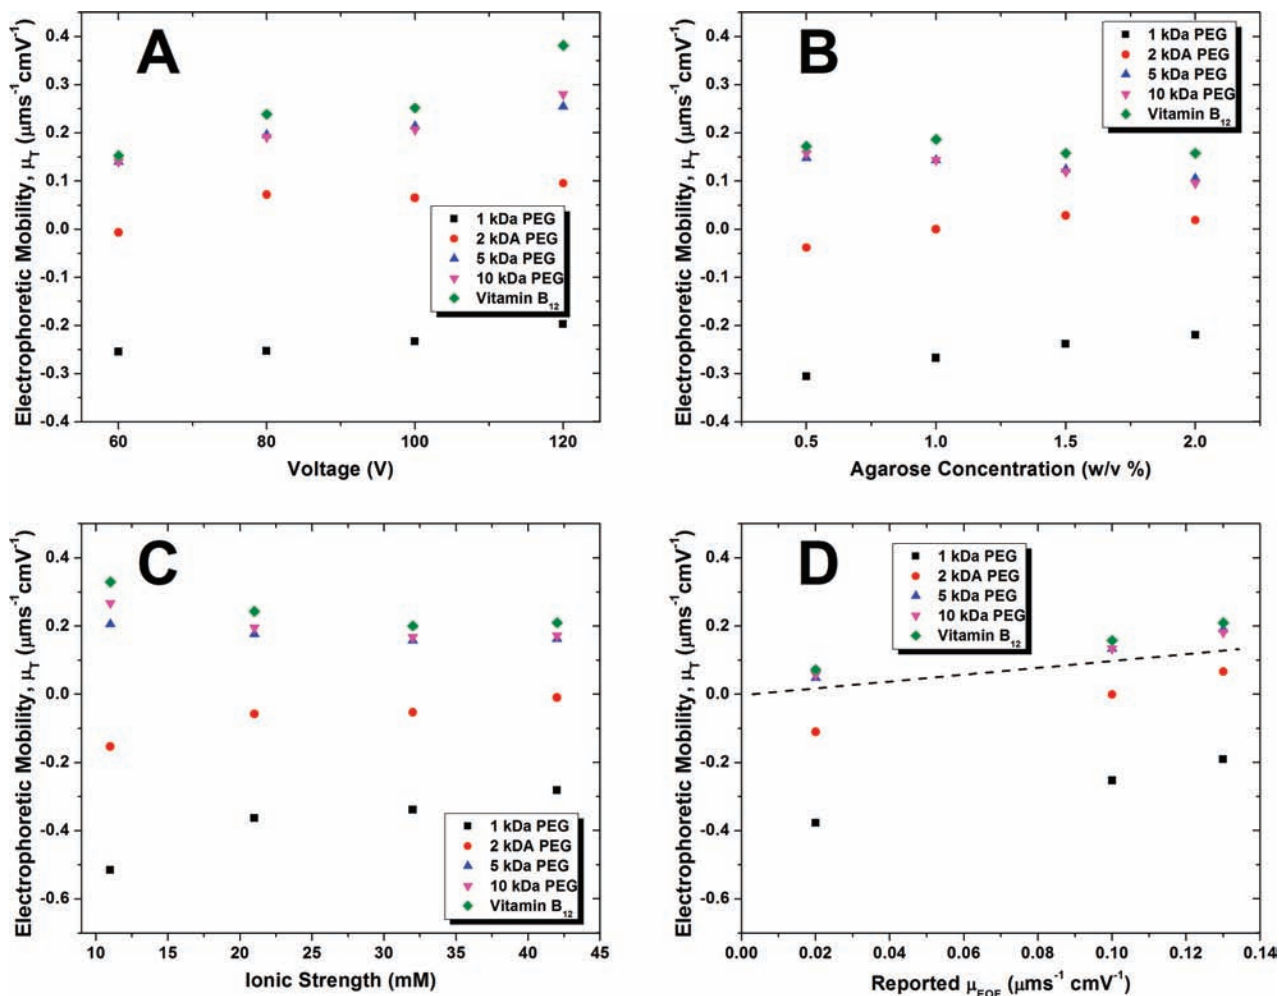 A
Electrophoretic Mobility, μT (μms⁻¹cmV⁻¹)
0.4
0.3
0.2
0.1
0.0
-0.1
-0.2
-0.3
-0.4
1 kDa PEG
2 kDA PEG
5 kDa PEG
10 kDa PEG
Vitamin B₁₂
60
80
100
120
Voltage (V)
B
Electrophoretic Mobility, μT (μms⁻¹cmV⁻¹)
0.4
0.3
0.2
0.1
0.0
-0.1
-0.2
-0.3
-0.4
1 kDa PEG
2 kDA PEG
5 kDa PEG
10 kDa PEG
Vitamin B₁₂
0.5
1.0
1.5
2.0
Agarose Concentration (w/v %)
C
Electrophoretic Mobility, μT (μms⁻¹cmV⁻¹)
0.4
0.2
0.0
-0.2
-0.4
-0.6
1 kDa PEG
2 kDA PEG
5 kDa PEG
10 kDa PEG
Vitamin B₁₂
10
15
20
25
30
35
40
45
Ionic Strength (mM)
D
Electrophoretic Mobility, μT (μms⁻¹cmV⁻¹)
0.4
0.2
0.0
-0.2
-0.4
-0.6
1 kDa PEG
2 kDA PEG
5 kDa PEG
10 kDa PEG
Vitamin B₁₂
0.00
0.02
0.04
0.06
0.08
0.10
0.12
0.14
Reported μEOF (μms⁻¹ cmV⁻¹)